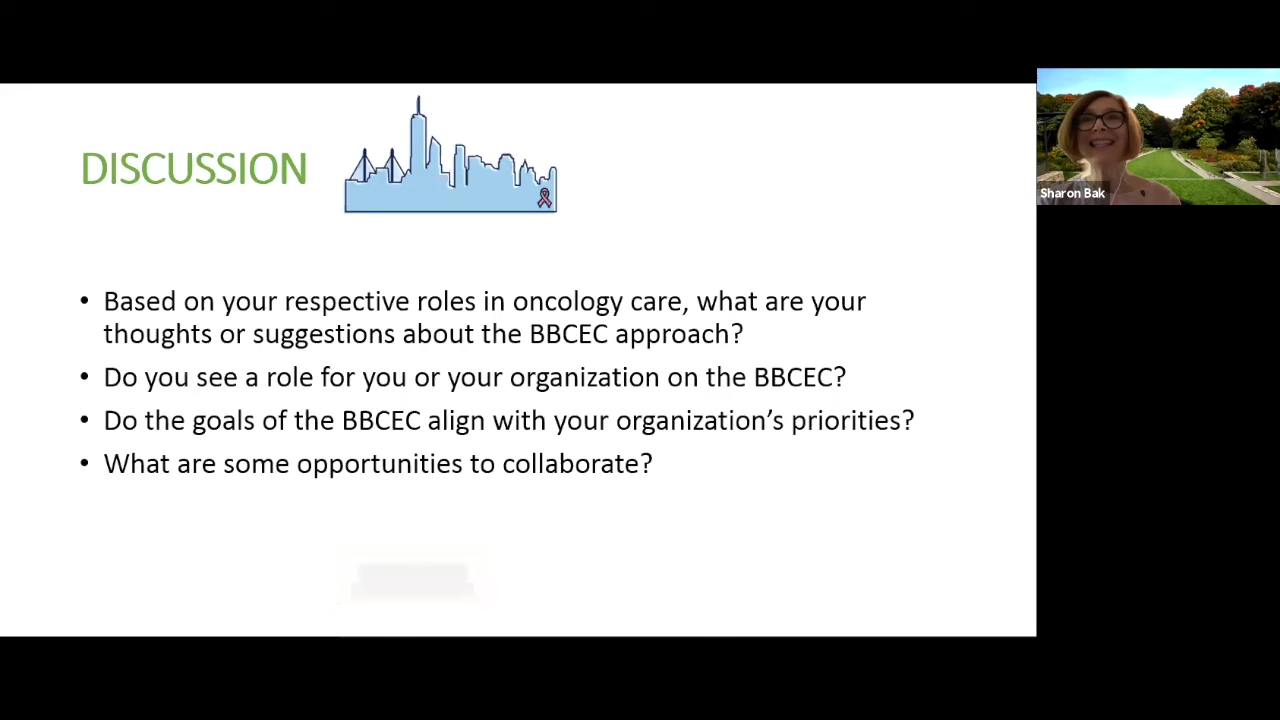 DISCUSSION
• Based on your respective roles in oncology care, what are your
thoughts or suggestions about the BBCEC approach?
• Do you see a role for you or your organization on the BBCEC?
• Do the goals of the BBCEC align with your organization’s priorities?
• What are some opportunities to collaborate?
Sharon Bak